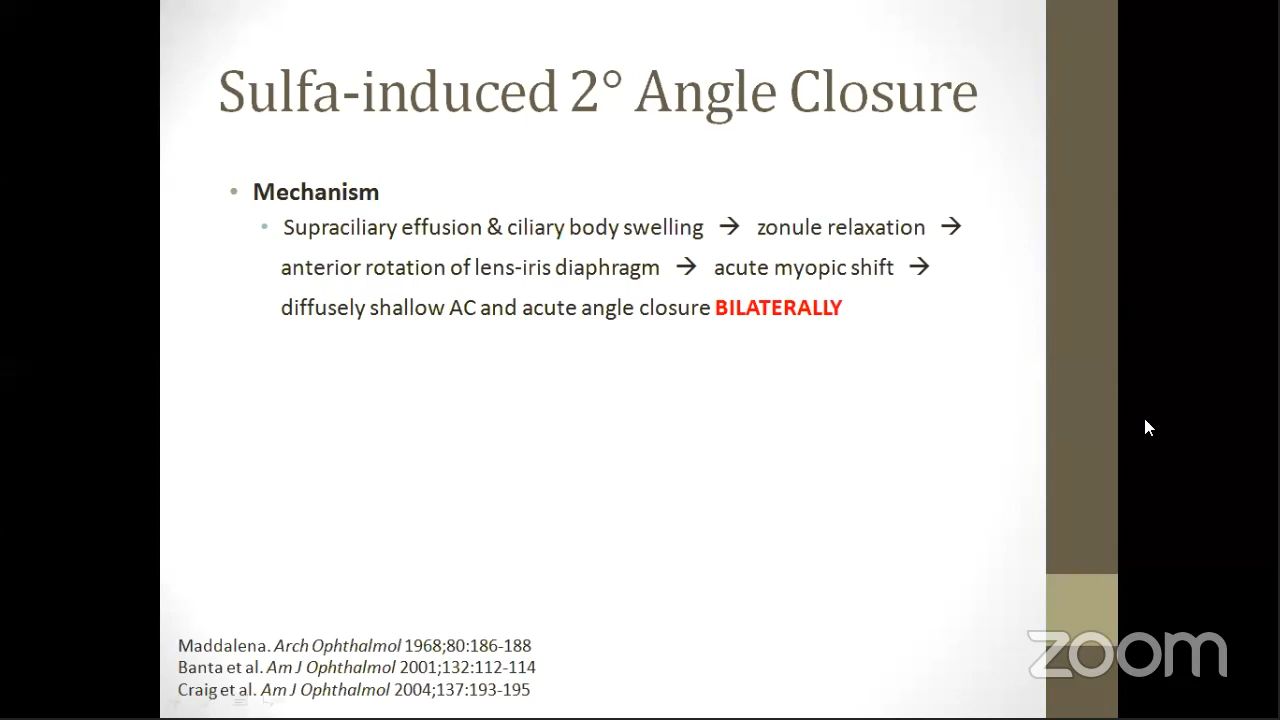 Sulfa-induced 2° Angle Closure
• Mechanism
• Supraciliary effusion & ciliary body swelling → zonule relaxation →
anterior rotation of lens-iris diaphragm → acute myopic shift →
diffusely shallow AC and acute angle closure BILATERALLY
Maddalena. Arch Ophthalmol 1968;80:186-188
Banta et al. Am J Ophthalmol 2001;132:112-114
Craig et al. Am J Ophthalmol 2004;137:193-195
zoom